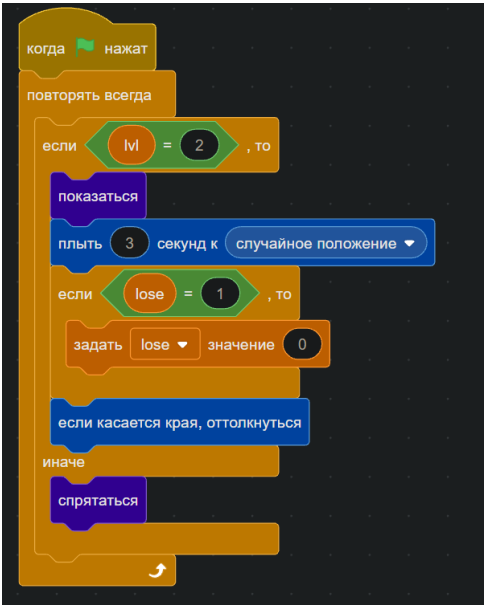 когда нажат
повторять всегда
если lvl = 2 , то
показаться
плыть 3 секунд к случайное положение
если lose = 1 , то
задать lose значение 0
если касается края, оттолкнуться
иначе
спрятаться